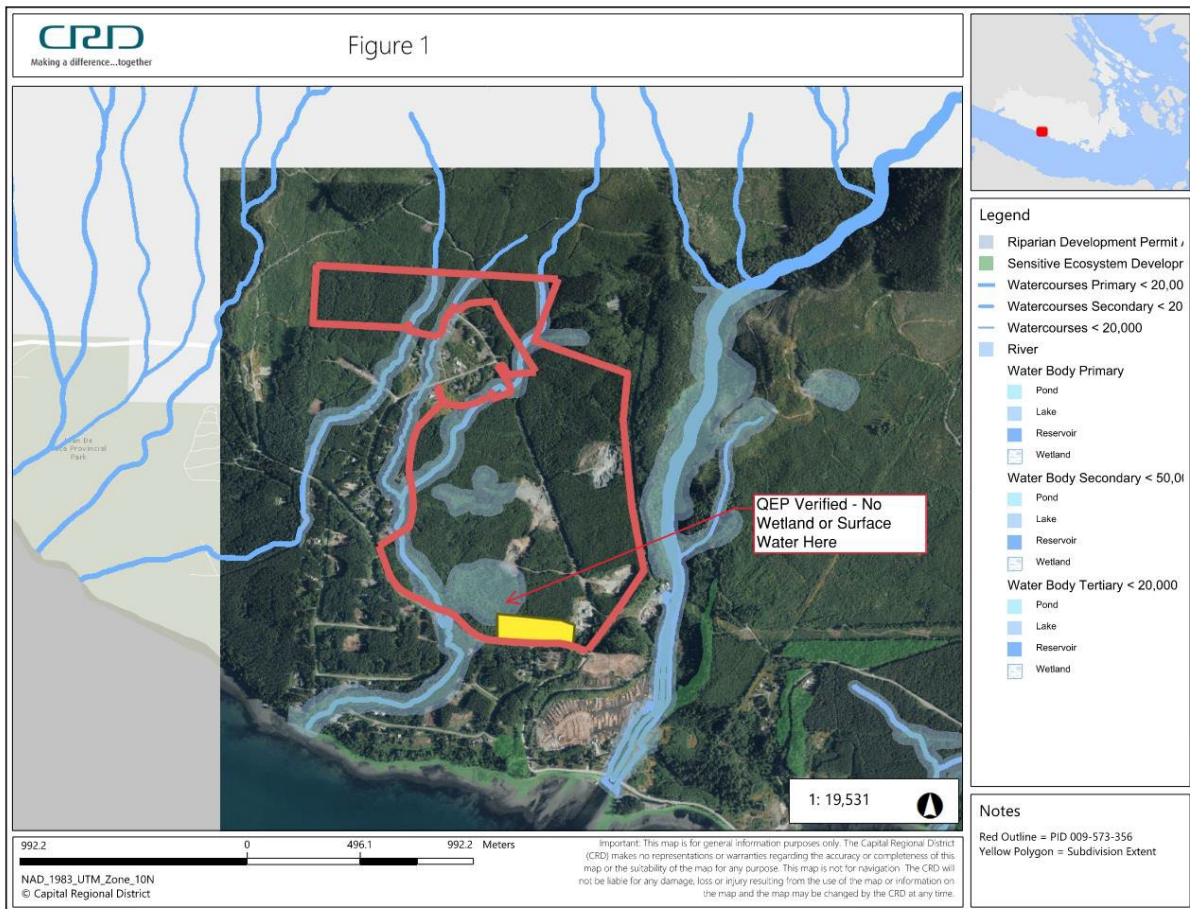 CRD
Making a difference...together
Figure 1
Juan De
Fuca Provincial
Park
QEP Verified - No
Wetland or Surface
Water Here
1: 19,531
Legend
Riparian Development Permit
Sensitive Ecosystem Developr
Watercourses Primary < 20,00
Watercourses Secondary < 20
Watercourses < 20,000
River
Water Body Primary
Pond
Lake
Reservoir
Wetland
Water Body Secondary < 50,00
Pond
Lake
Reservoir
Wetland
Water Body Tertiary < 20,000
Pond
Lake
Reservoir
Wetland
Notes
Red Outline = PID 009-573-356
Yellow Polygon = Subdivision Extent
992.2 0 496.1 992.2 Meters
NAD_1983_UTM_Zone_10N
© Capital Regional District
Important: This map is for general information purposes only. The Capital Regional District
(CRD) makes no representations or warranties regarding the accuracy or completeness of this
map or the suitability of the map for any purpose. This map is not for navigation. The CRD will
not be liable for any damage, loss or injury resulting from the use of the map or information on
the map and the map may be changed by the CRD at any time.